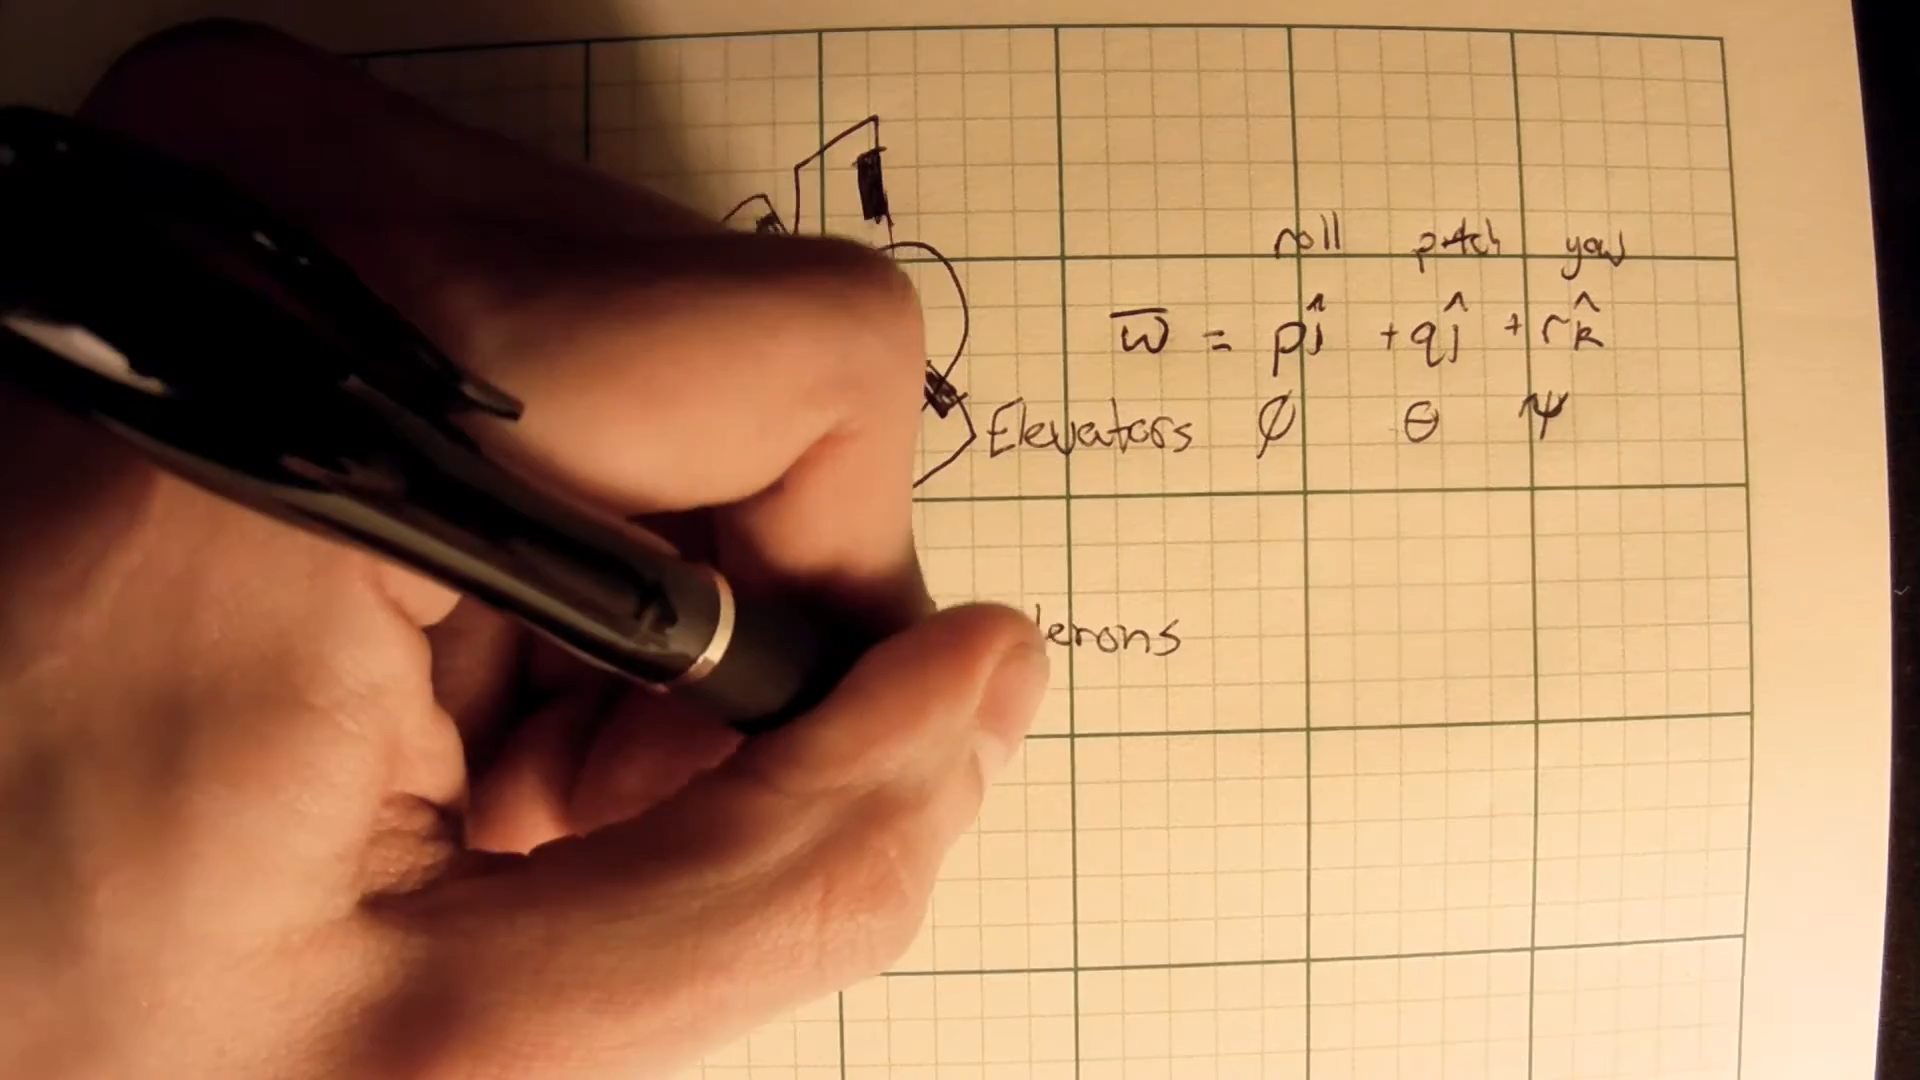 roll pitch yaw
ω̅ = pî + qĵ + rk̂
Elevators ϕ θ ψ
lerons